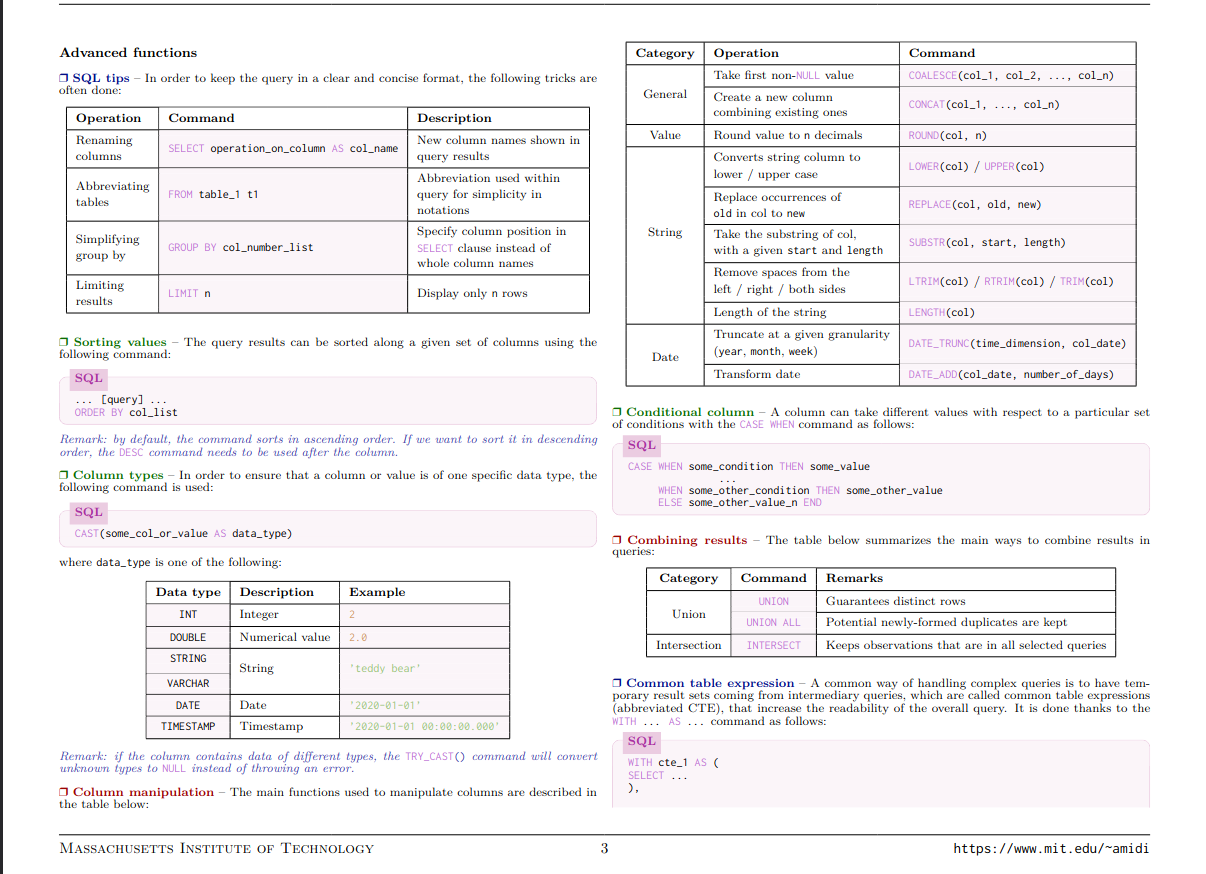 Advanced functions
❒ SQL tips – In order to keep the query in a clear and concise format, the following tricks are
often done:
Operation Command Description
Renaming
columns
SELECT operation_on_column AS col_name
New column names shown in
query results
Abbreviating
tables
FROM table_1 t1
Abbreviation used within
query for simplicity in
notations
Simplifying
group by
GROUP BY col_number_list
Specify column position in
SELECT clause instead of
whole column names
Limiting
results
LIMIT n
Display only n rows
❒ Sorting values – The query results can be sorted along a given set of columns using the
following command:
SQL
... [query] ...
ORDER BY col_list
Remark: by default, the command sorts in ascending order. If we want to sort it in descending
order, the DESC command needs to be used after the column.
❒ Column types – In order to ensure that a column or value is of one specific data type, the
following command is used:
SQL
CAST(some_col_or_value AS data_type)
where data_type is one of the following:
Data type Description Example
INT Integer 2
DOUBLE Numerical value 2.0
STRING
VARCHAR
String
'teddy bear'
DATE Date '2020-01-01'
TIMESTAMP Timestamp '2020-01-01 00:00:00.000'
Remark: if the column contains data of different types, the TRY_CAST() command will convert
unknown types to NULL instead of throwing an error.
❒ Column manipulation – The main functions used to manipulate columns are described in
the table below:
Category Operation Command
General
Take first non-NULL value COALESCE(col_1, col_2, ..., col_n)
Create a new column
combining existing ones
CONCAT(col_1, ..., col_n)
Value Round value to n decimals ROUND(col, n)
String
Converts string column to
lower / upper case
LOWER(col) / UPPER(col)
Replace occurrences of
old in col to new
REPLACE(col, old, new)
Take the substring of col,
with a given start and length
SUBSTR(col, start, length)
Remove spaces from the
left / right / both sides
LTRIM(col) / RTRIM(col) / TRIM(col)
Length of the string LENGTH(col)
Date
Truncate at a given granularity
(year, month, week)
DATE_TRUNC(time_dimension, col_date)
Transform date DATE_ADD(col_date, number_of_days)
❒ Conditional column – A column can take different values with respect to a particular set
of conditions with the CASE WHEN command as follows:
SQL
CASE WHEN some_condition THEN some_value
...
WHEN some_other_condition THEN some_other_value
ELSE some_other_value_n END
❒ Combining results – The table below summarizes the main ways to combine results in
queries:
Category Command Remarks
Union
UNION Guarantees distinct rows
UNION ALL Potential newly-formed duplicates are kept
Intersection INTERSECT Keeps observations that are in all selected queries
❒ Common table expression – A common way of handling complex queries is to have tem-
porary result sets coming from intermediary queries, which are called common table expressions
(abbreviated CTE), that increase the readability of the overall query. It is done thanks to the
WITH ... AS ... command as follows:
SQL
WITH cte_1 AS (
SELECT ...
),
Massachusetts Institute of Technology 3 https://www.mit.edu/~amidi